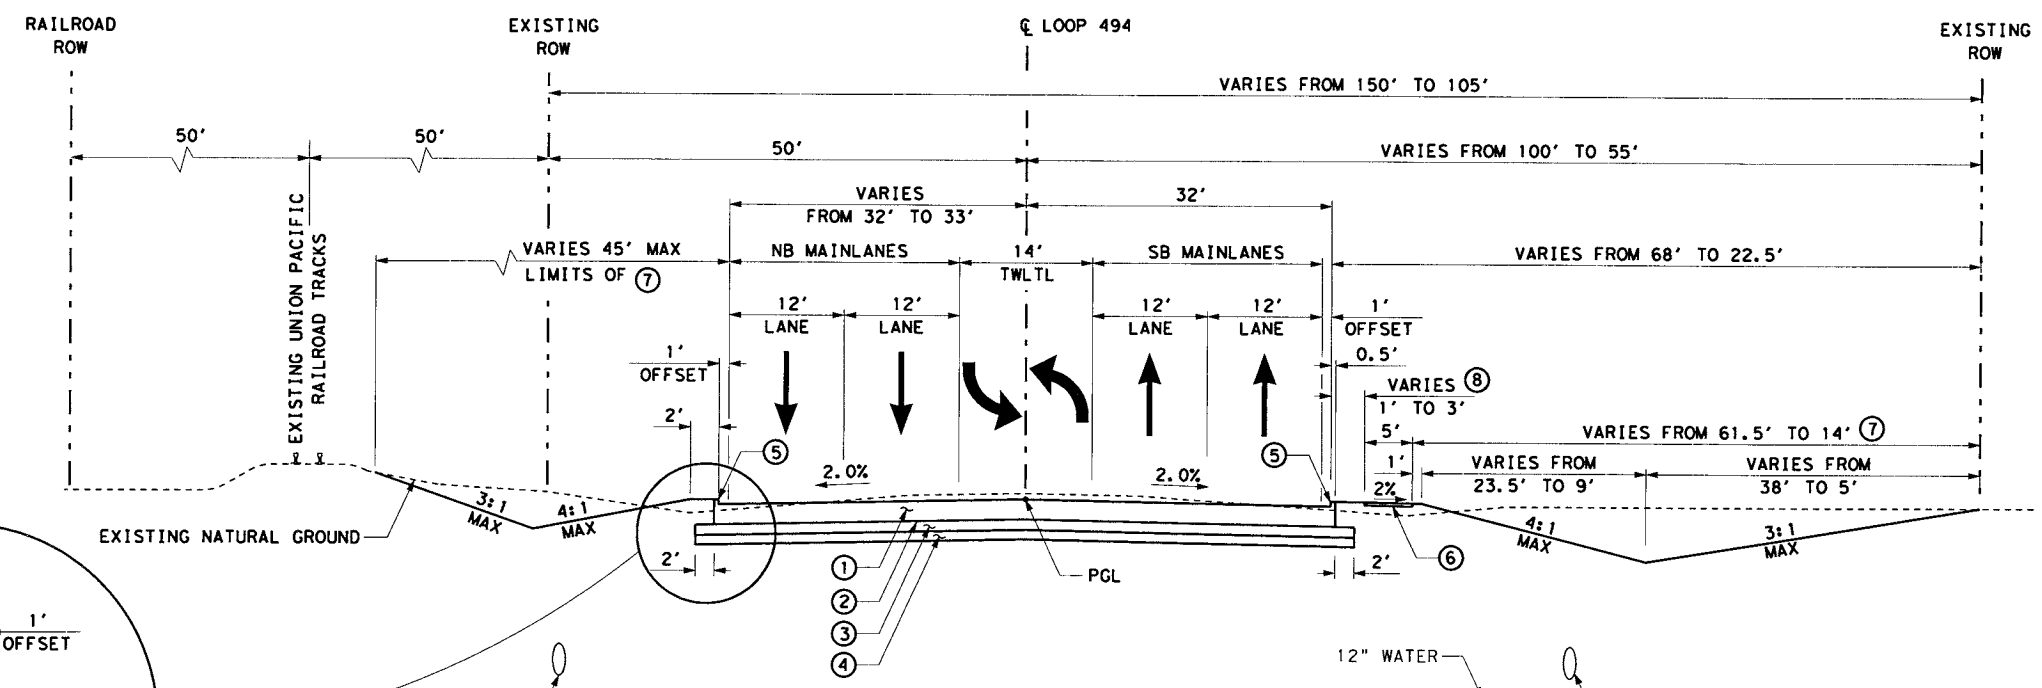 RAILROAD
ROW
EXISTING
ROW
℄ LOOP 494
EXISTING
ROW
VARIES FROM 150' TO 105'
50'
50'
50'
VARIES FROM 100' TO 55'
VARIES
FROM 32' TO 33'
32'
EXISTING UNION PACIFIC
RAILROAD TRACKS
VARIES 45' MAX
LIMITS OF 7
NB MAINLANES
14'
TWLTL
SB MAINLANES
VARIES FROM 68' TO 22.5'
12'
LANE
12'
LANE
12'
LANE
12'
LANE
1'
OFFSET
1'
OFFSET
0.5'
VARIES 8
1' TO 3'
2'
5'
VARIES FROM 61.5' TO 14' 7
5
5
2.0%
2.0%
1'
2%
VARIES FROM
23.5' TO 9'
VARIES FROM
38' TO 5'
3:1
MAX
4:1
MAX
EXISTING NATURAL GROUND
4:1
MAX
3:1
MAX
2'
1
2
3
4
PGL
2'
6
1'
OFFSET
12" WATER